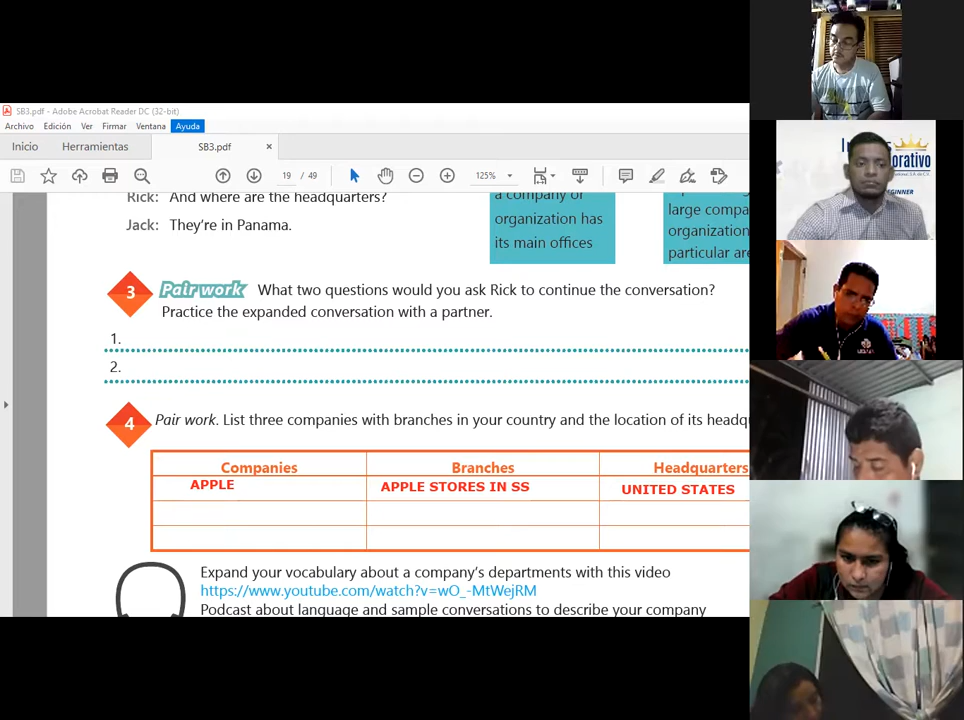 SB3.pdf - Adobe Acrobat Reader DC (32-bit)
Archivo Edición Ver Firmar Ventana Ayuda
Inicio Herramientas SB3.pdf ×
19 / 49 125%
Rick: And where are the headquarters?
Jack: They're in Panama.
a company or
organization has
its main offices
large compa
organization
particular are
3 Pair work What two questions would you ask Rick to continue the conversation?
Practice the expanded conversation with a partner.
1.
2.
4 Pair work. List three companies with branches in your country and the location of its headqu
Companies Branches Headquarters
APPLE APPLE STORES IN SS UNITED STATES
Expand your vocabulary about a company's departments with this video
https://www.youtube.com/watch?v=wO_-MtWejRM
Podcast about language and sample conversations to describe your company
orativo